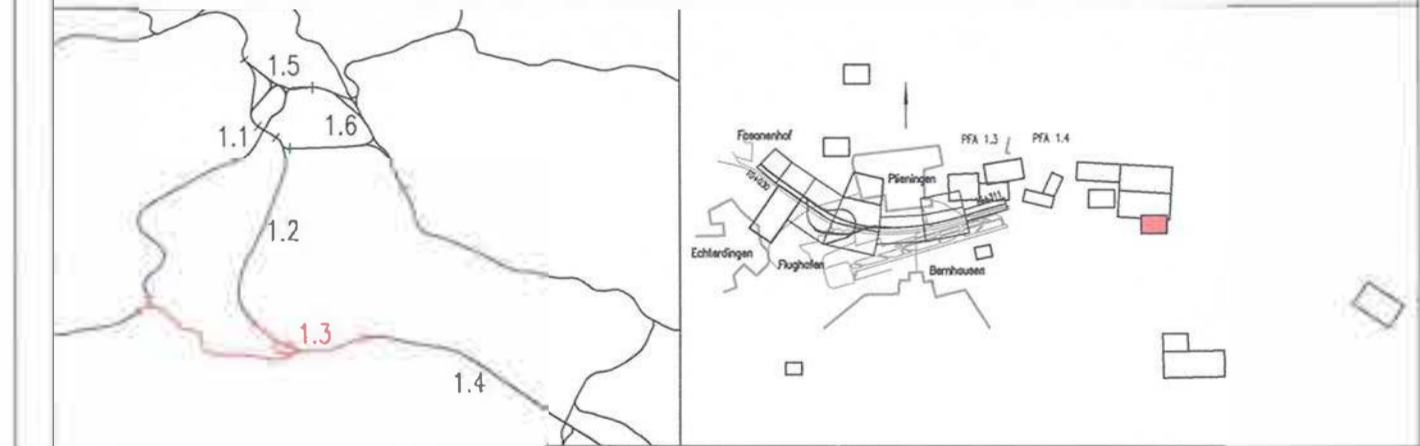 1.5
1.1
1.6
1.2
1.3
1.4
Fasanenhof
PFA 1.3
PFA 1.4
Plieningen
Echterdingen
Flughafen
Bernhausen